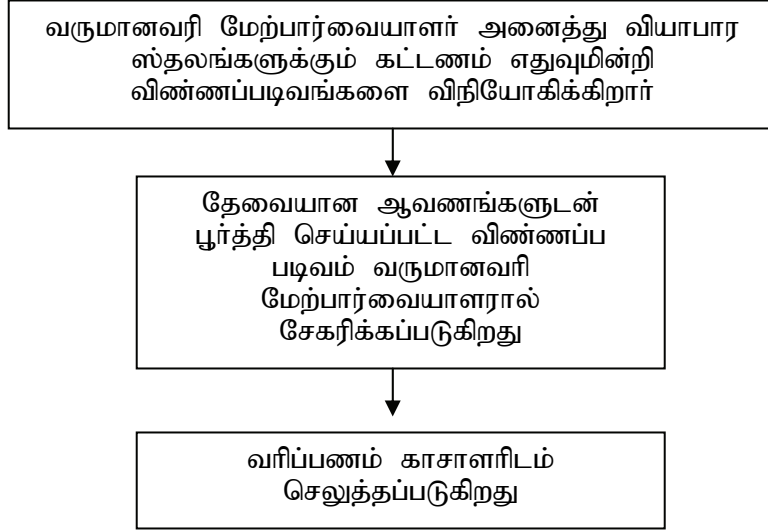 வருமானவரி மேற்பார்வையாளர் அனைத்து வியாபார
ஸ்தலங்களுக்கும் கட்டணம் எதுவுமின்றி
விண்ணப்படிவங்களை விநியோகிக்கிறார்
தேவையான ஆவணங்களுடன்
பூர்த்தி செய்யப்பட்ட விண்ணப்ப
படிவம் வருமானவரி
மேற்பார்வையாளரால்
சேகரிக்கப்படுகிறது
வரிப்பணம் காசாளரிடம்
செலுத்தப்படுகிறது